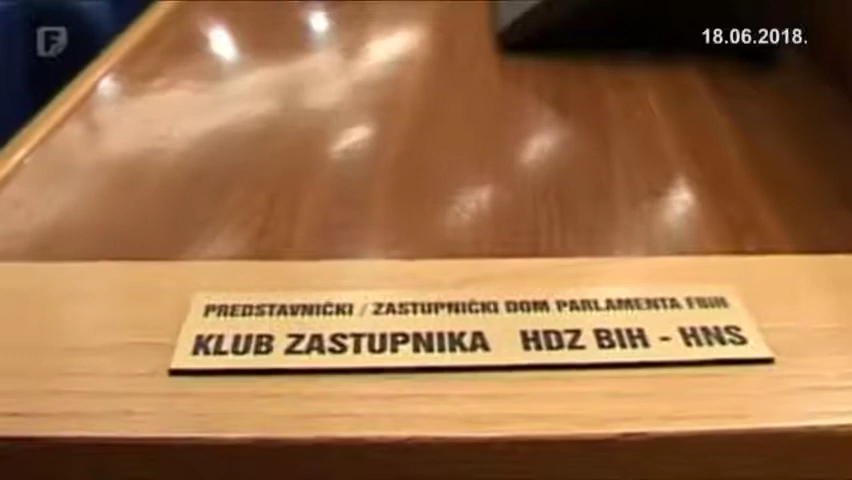 18.06.2018.
PREDSTAVNIČKI / ZASTUPNIČKI DOM PARLAMENTA FBIH
KLUB ZASTUPNIKA HDZ BIH - HNS